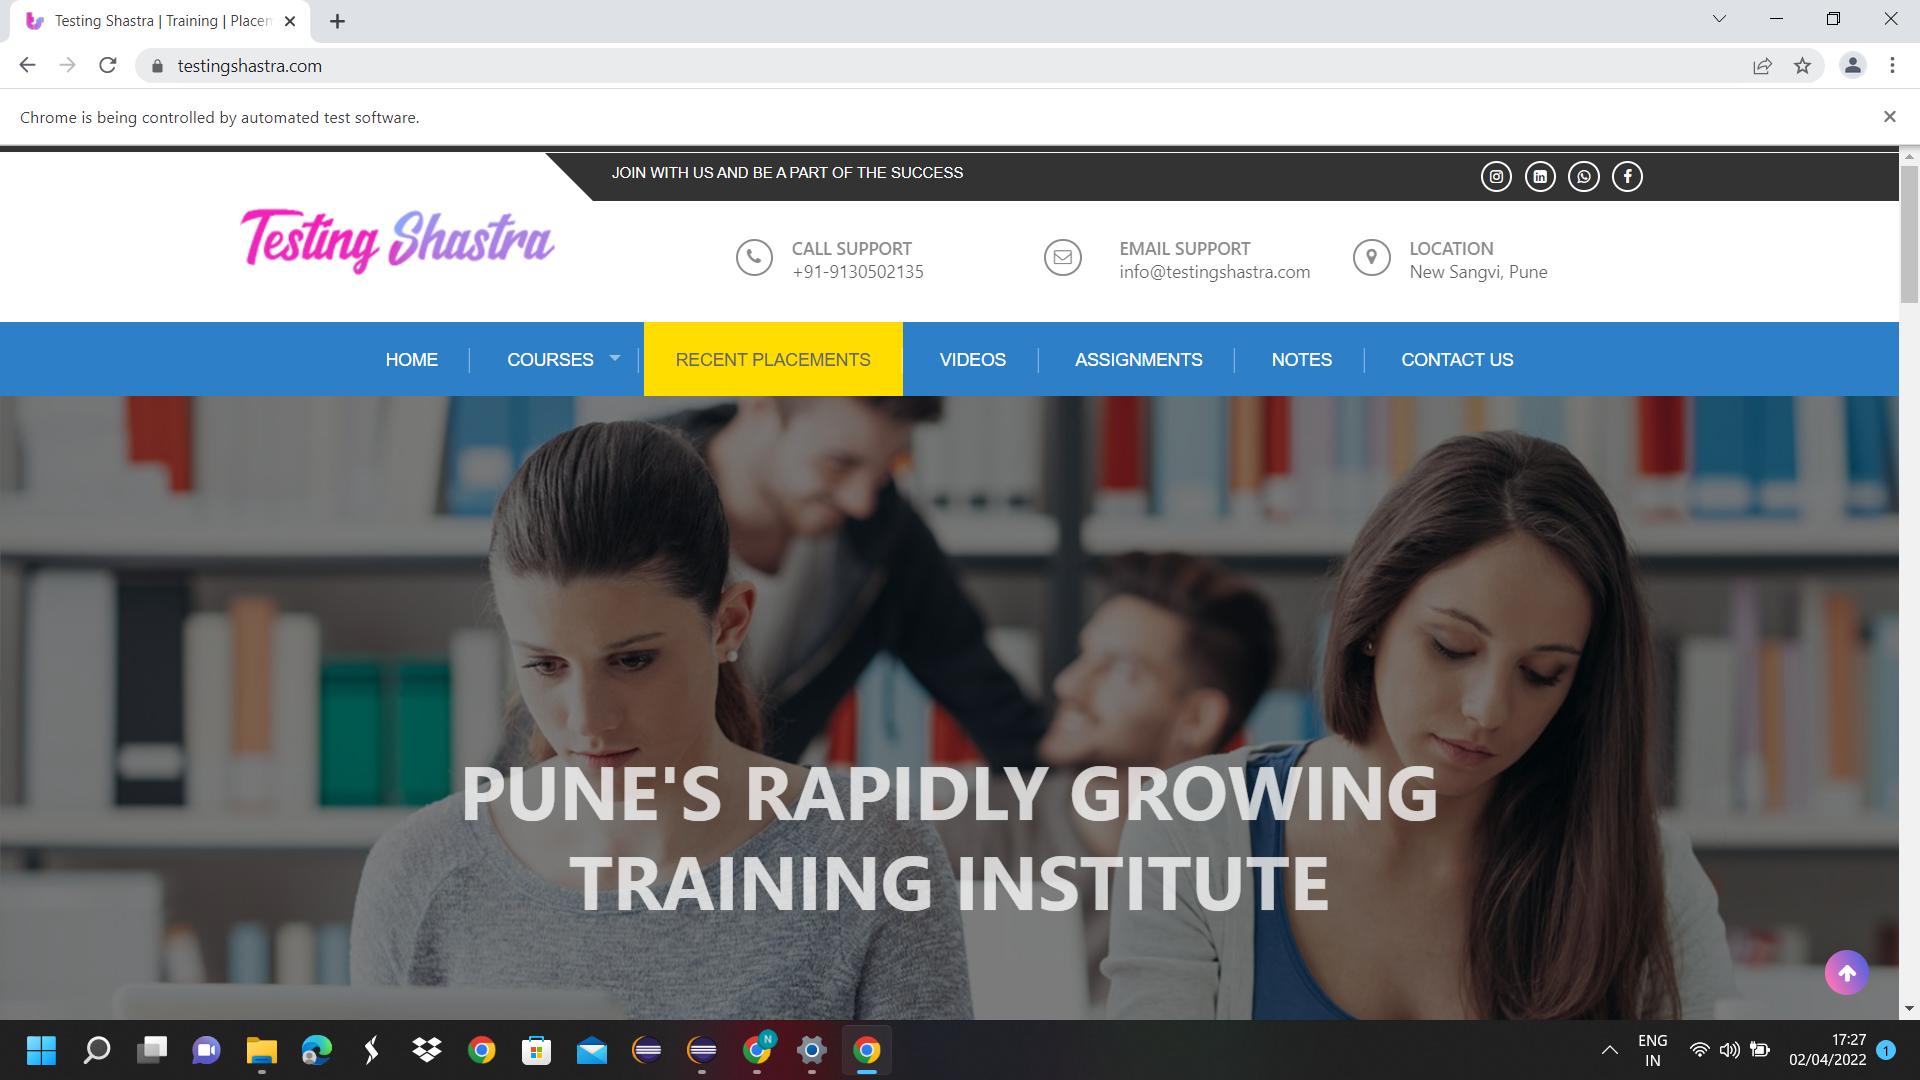 Testing Shastra | Training | Placem
testingshastra.com
Chrome is being controlled by automated test software.
JOIN WITH US AND BE A PART OF THE SUCCESS
Testing Shastra
CALL SUPPORT
+91-9130502135
EMAIL SUPPORT
info@testingshastra.com
LOCATION
New Sangvi, Pune
HOME
COURSES
RECENT PLACEMENTS
VIDEOS
ASSIGNMENTS
NOTES
CONTACT US
PUNE'S RAPIDLY GROWING
TRAINING INSTITUTE
N
ENG
IN
17:27
02/04/2022
1